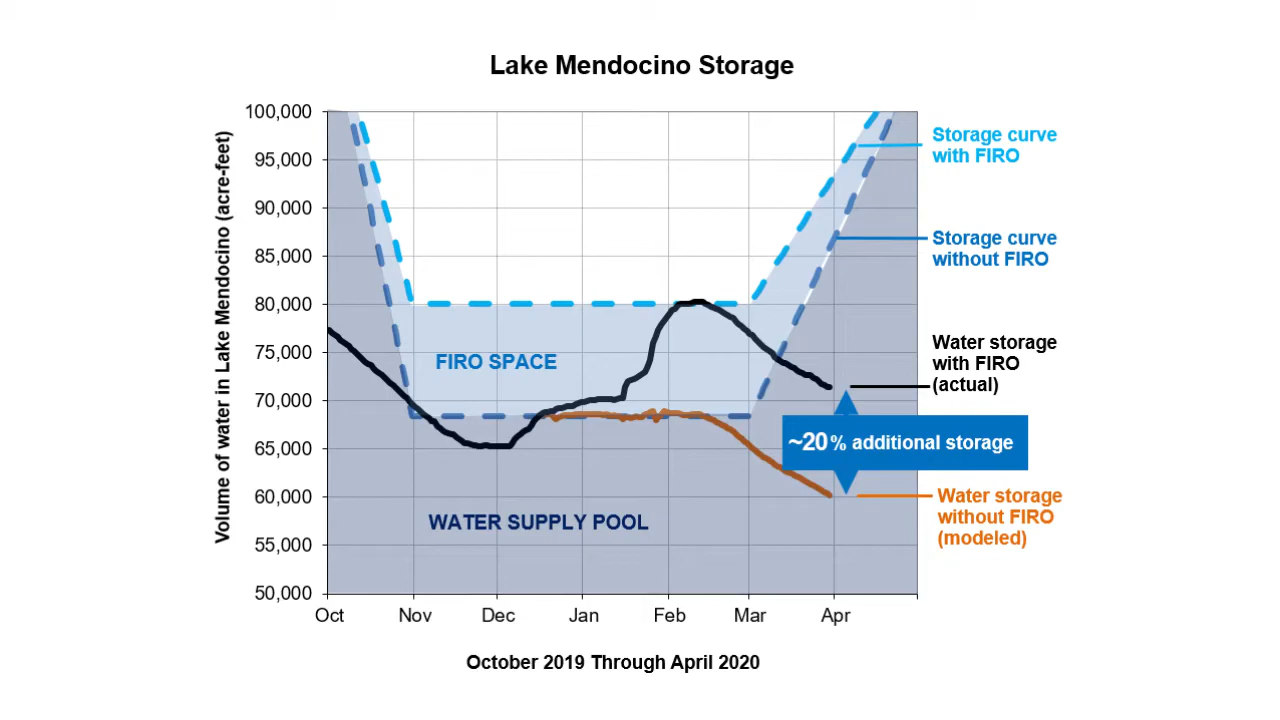 Lake Mendocino Storage
Volume of water in Lake Mendocino (acre-feet)
100,000
95,000
90,000
85,000
80,000
75,000
70,000
65,000
60,000
55,000
50,000
Oct
Nov
Dec
Jan
Feb
Mar
Apr
October 2019 Through April 2020
FIRO SPACE
WATER SUPPLY POOL
Storage curve
with FIRO
Storage curve
without FIRO
Water storage
with FIRO
(actual)
~20% additional storage
Water storage
without FIRO
(modeled)